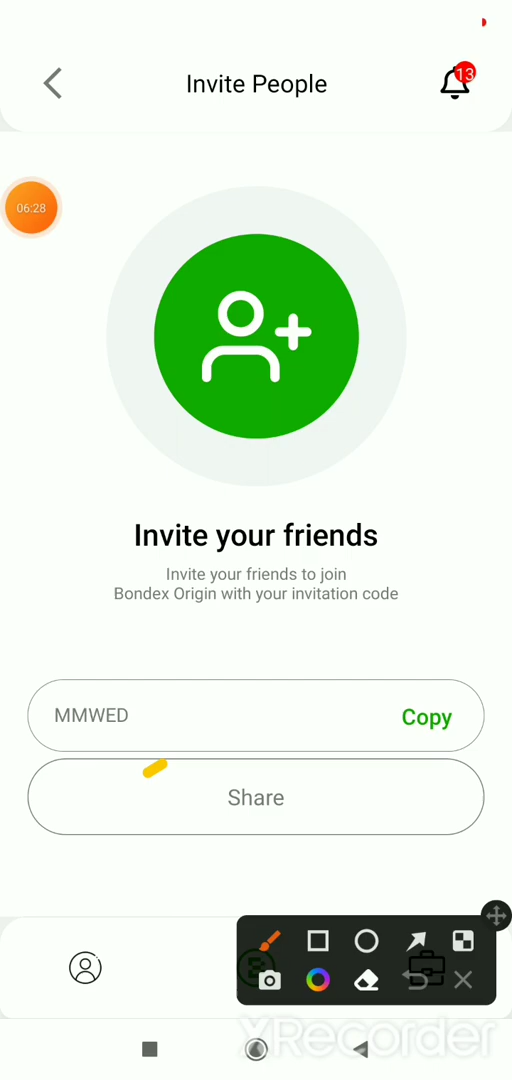 Invite People
13
06:28
Invite your friends
Invite your friends to join
Bondex Origin with your invitation code
MMWED
Copy
Share
XRecorder